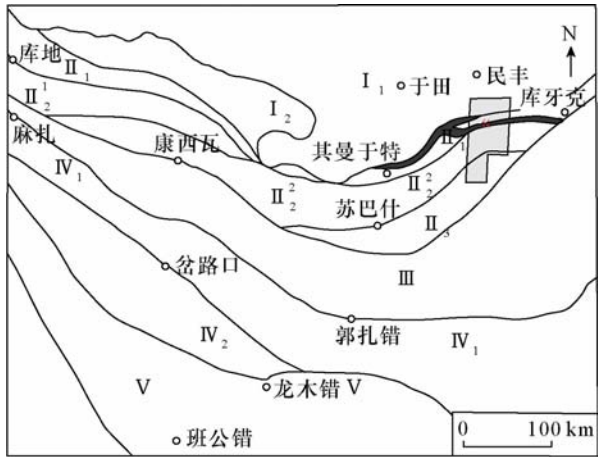 库地
Ⅱ₁
Ⅰ₂
Ⅰ₁
于田
民丰
N
库牙克
Ⅱ¹₂
麻扎
Ⅳ₁
康西瓦
其曼于特
Ⅱ₁
Ⅱ²₂
Ⅱ²₂
苏巴什
Ⅱ₃
岔路口
Ⅲ
郭扎错
Ⅳ₁
Ⅳ₂
Ⅴ
龙木错
Ⅴ
班公错
0 100 km